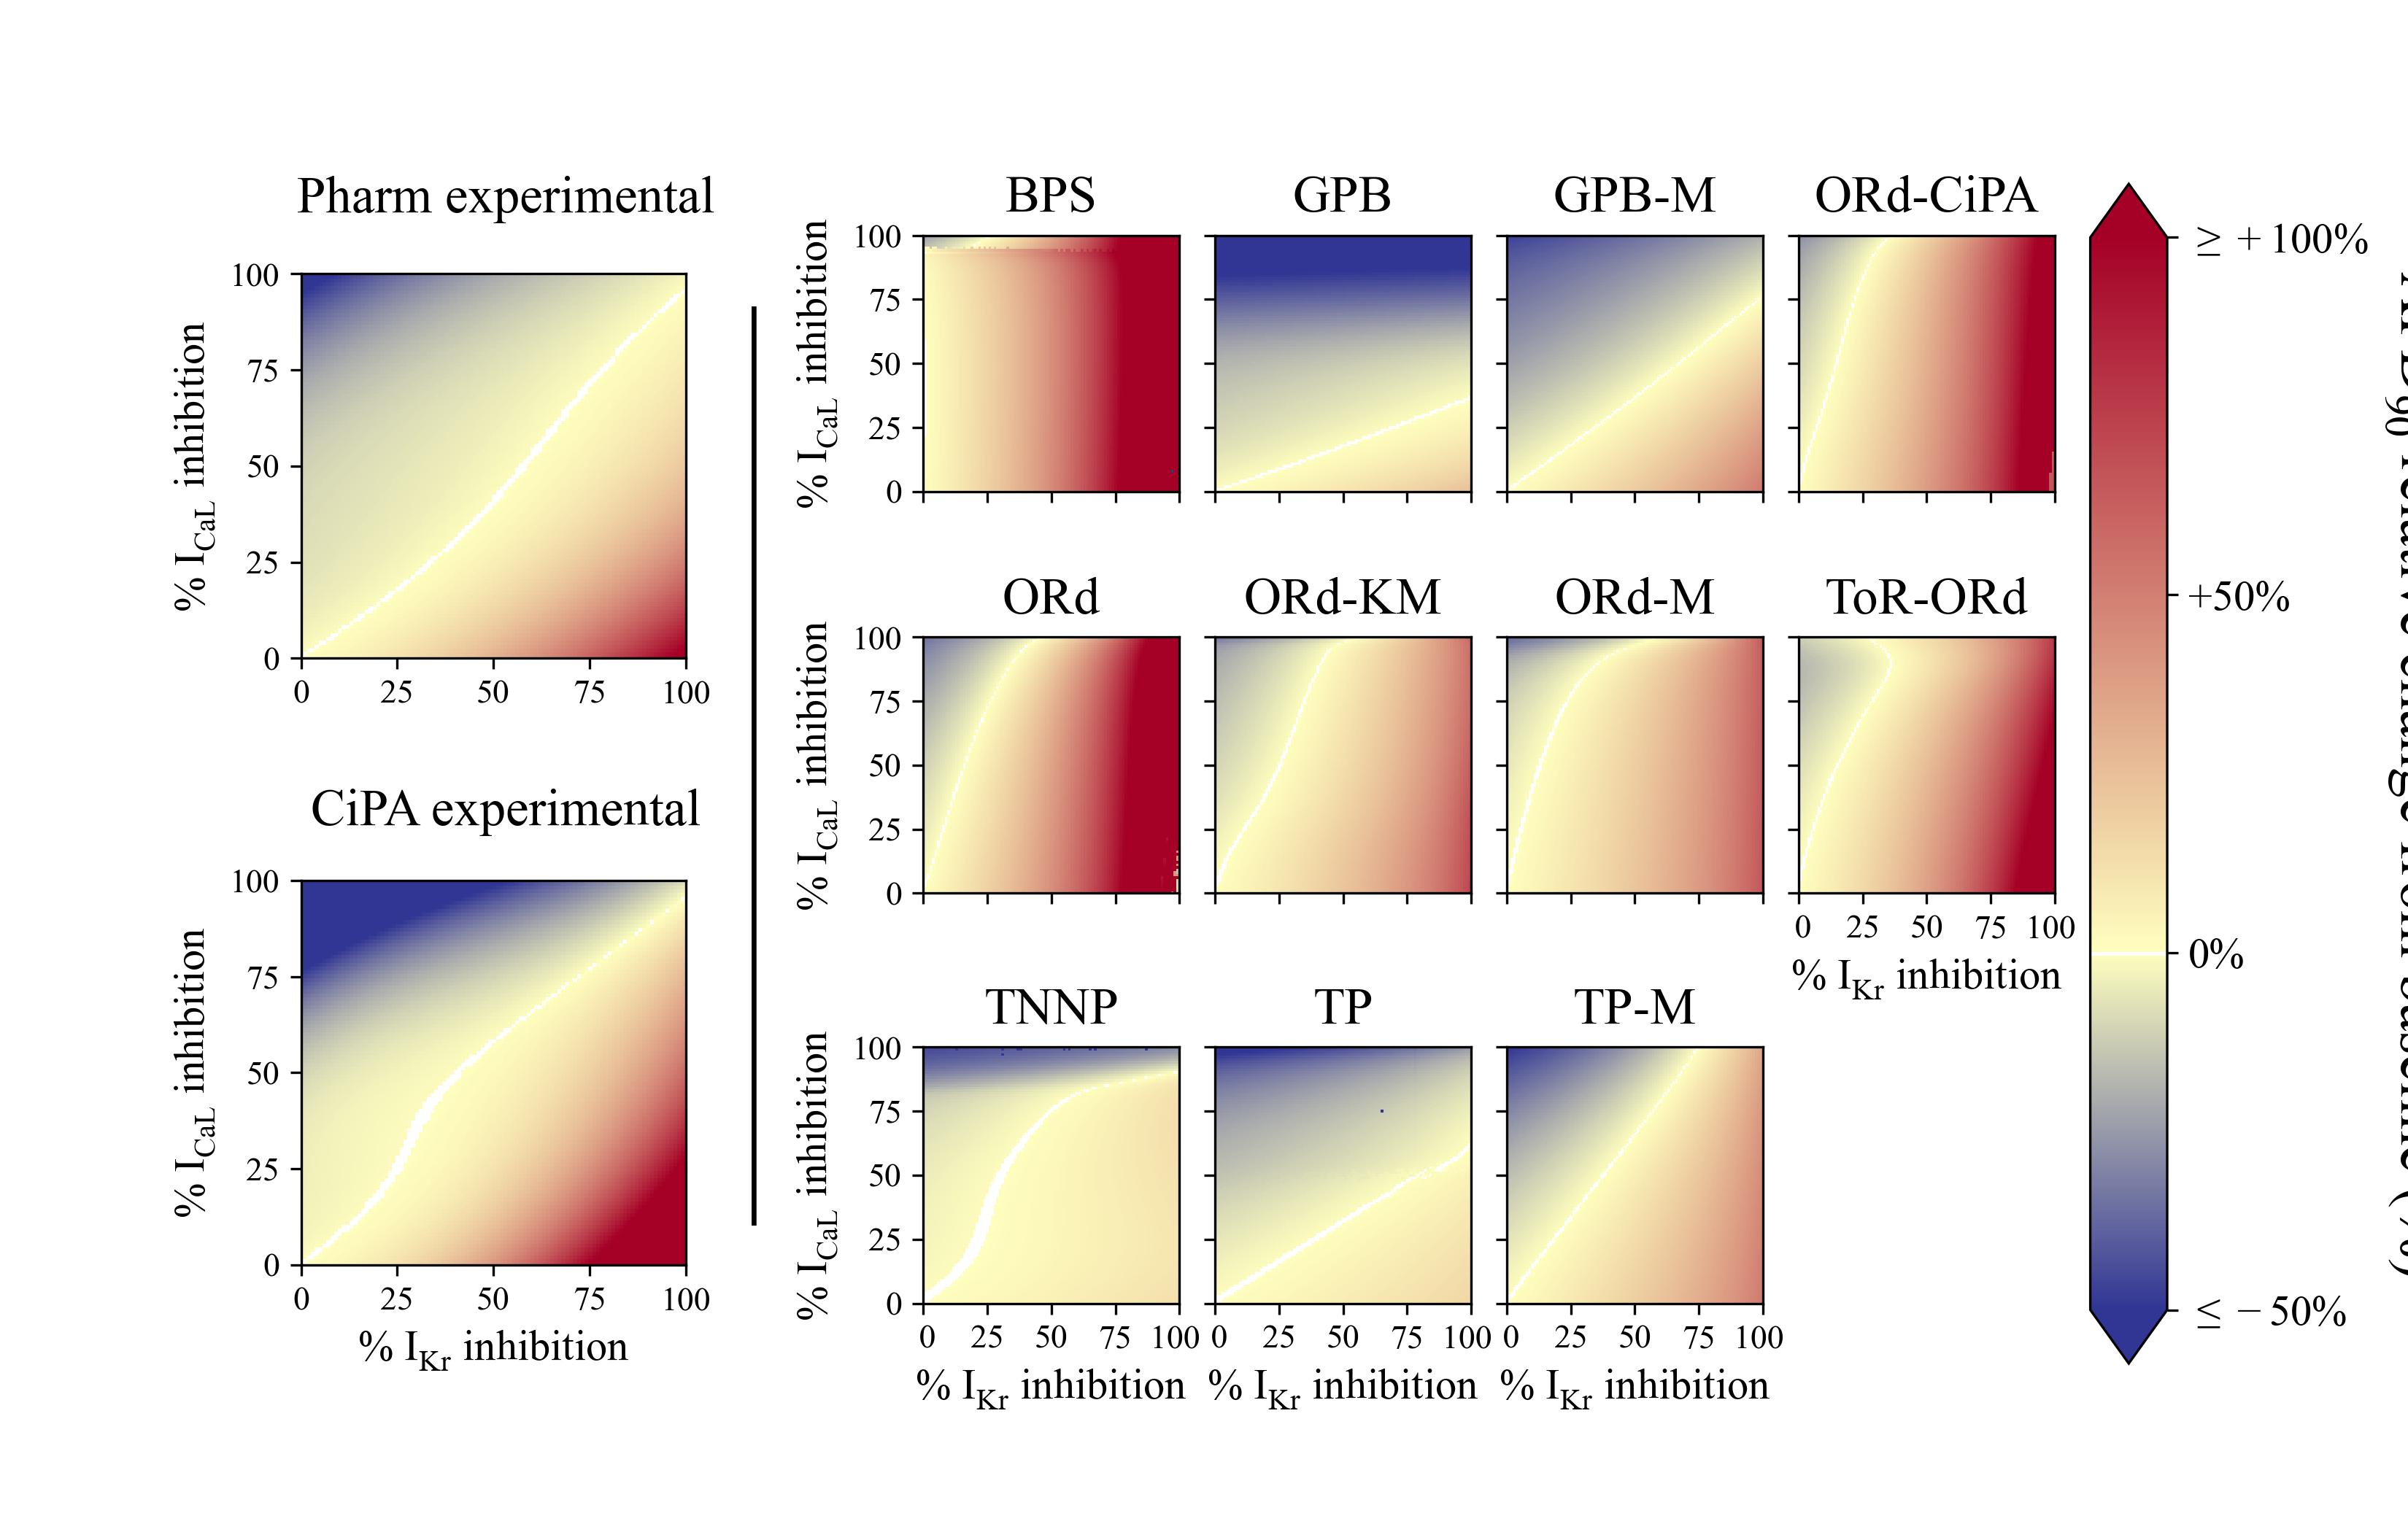 Pharm experimental
% I_CaL inhibition
100
75
50
25
0
0 25 50 75 100
CiPA experimental
% I_CaL inhibition
100
75
50
25
0
0 25 50 75 100
% I_Kr inhibition
BPS GPB GPB-M ORd-CiPA
% I_CaL inhibition
100
75
50
25
0
ORd ORd-KM ORd-M ToR-ORd
% I_CaL inhibition
100
75
50
25
0
0 25 50 75 100
% I_Kr inhibition
TNNP TP TP-M
% I_CaL inhibition
100
75
50
25
0
0 25 50 75 100 0 25 50 75 100 0 25 50 75 100
% I_Kr inhibition % I_Kr inhibition % I_Kr inhibition
≥ + 100%
+50%
0%
≤ − 50%